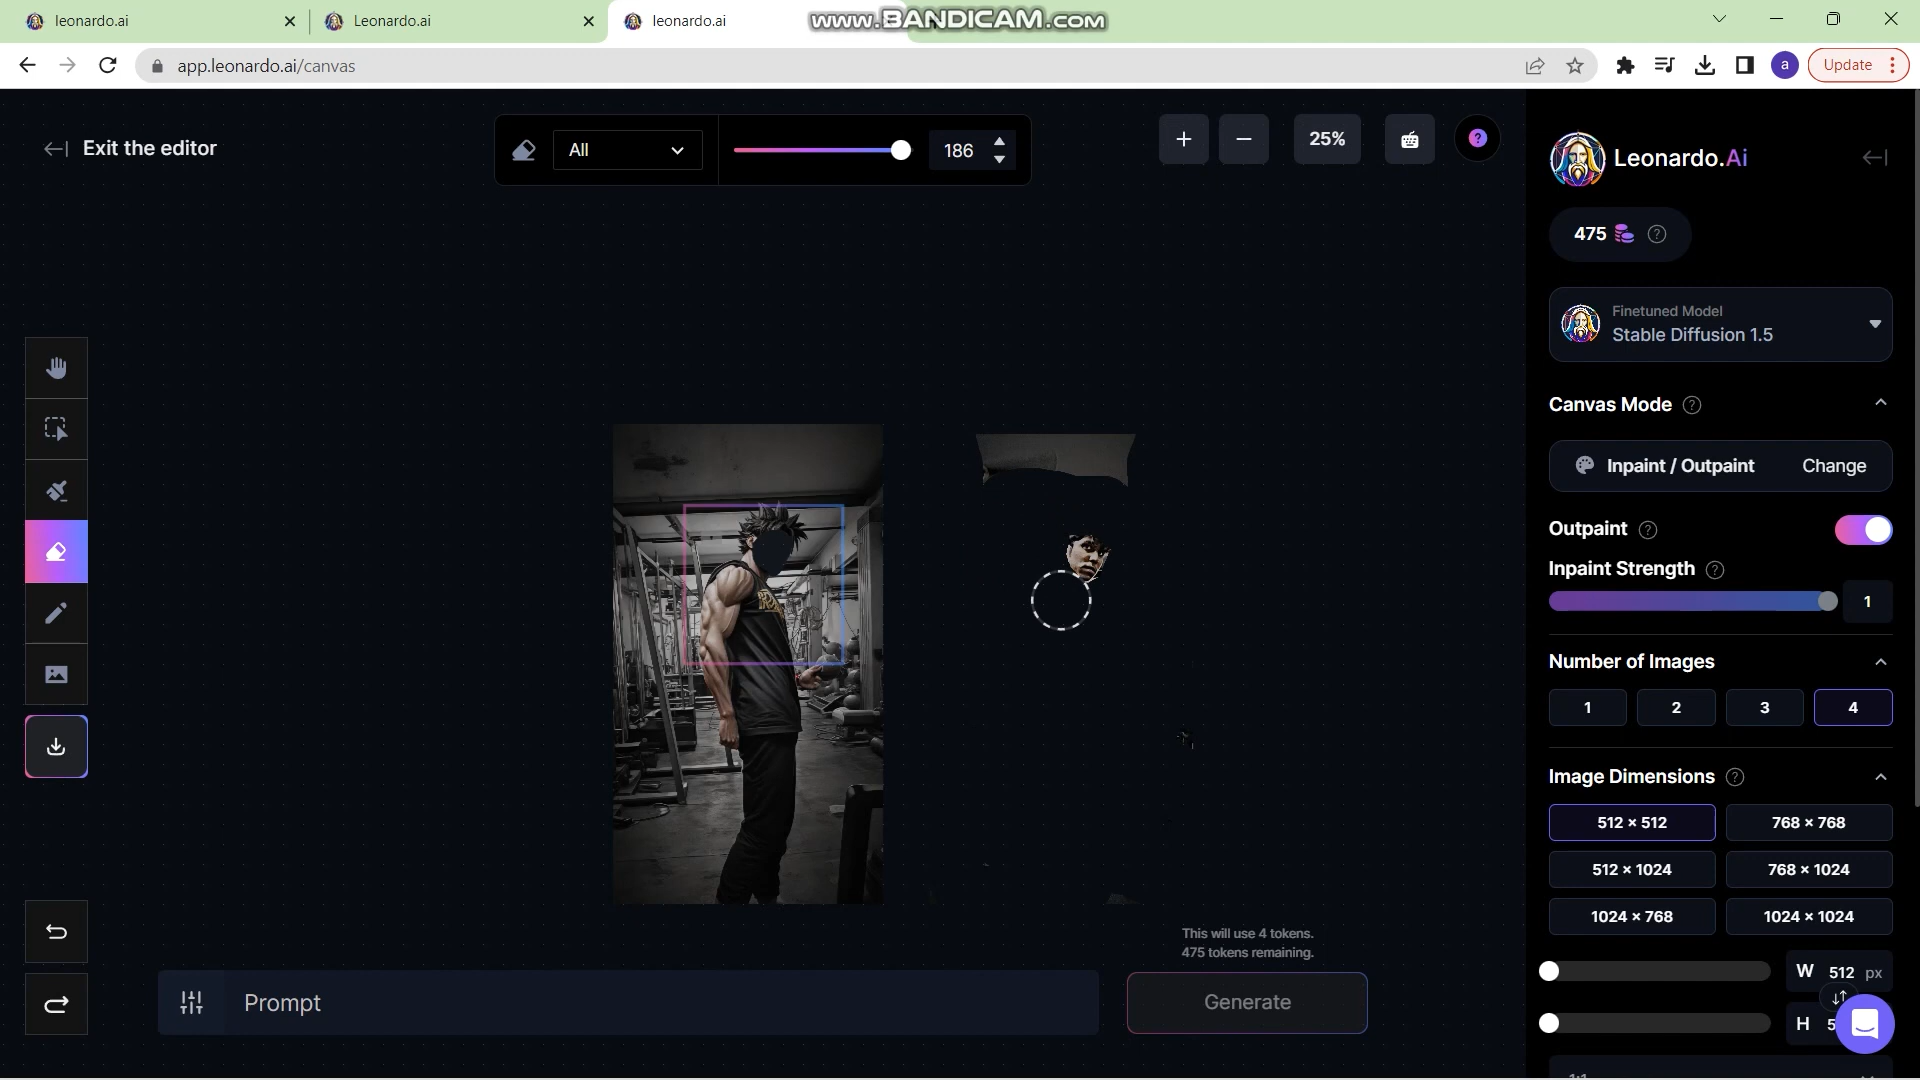 leonardo.ai
Leonardo.ai
leonardo.ai
www.BANDICAM.com
app.leonardo.ai/canvas
a
Update
Exit the editor
All
186
25%
?
Leonardo.Ai
475
?
Finetuned Model
Stable Diffusion 1.5
Canvas Mode ?
Inpaint / Outpaint
Change
Outpaint ?
Inpaint Strength ?
1
Number of Images
1
2
3
4
Image Dimensions ?
512 × 512
768 × 768
512 × 1024
768 × 1024
1024 × 768
1024 × 1024
W 512 px
H 5
This will use 4 tokens.
475 tokens remaining.
Prompt
Generate